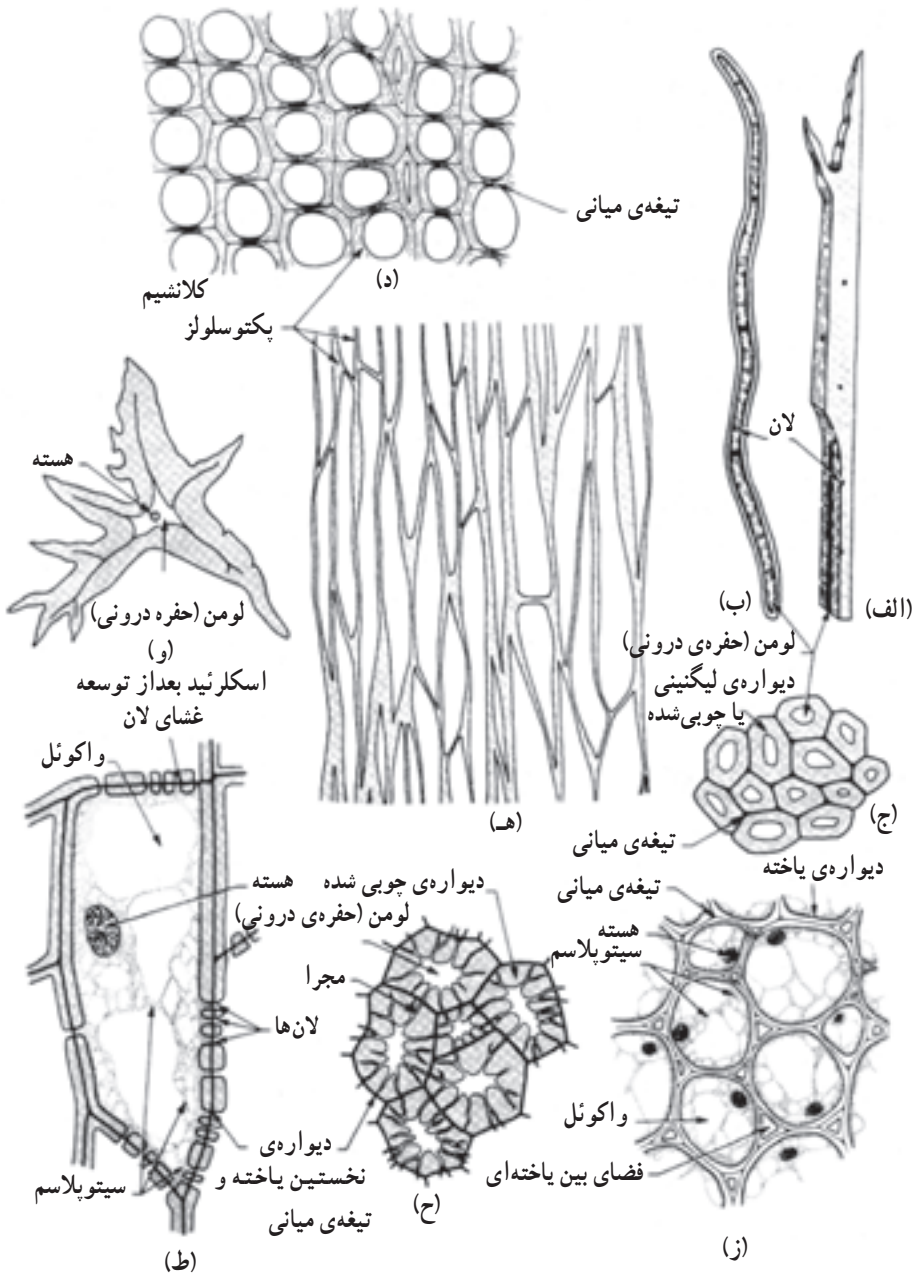 تیغه‌ی میانی
(د)
کلانشیم
پکتوسلولز
لان
هسته
لومن (حفره درونی)
(و)
اسکلرئید بعداز توسعه
(ب)
(الف)
لومن (حفره‌ی درونی)
دیواره‌ی لیگنینی
یا چوبی‌شده
(ج)
تیغه‌ی میانی
(هـ)
غشای لان
واکوئل
هسته
لان‌ها
سیتوپلاسم
(ط)
دیواره‌ی چوبی شده
لومن (حفره‌ی درونی)
مجرا
دیواره‌ی
نخستین یاخته و
تیغه‌ی میانی
(ح)
دیواره‌ی یاخته
تیغه‌ی میانی
هسته
سیتوپلاسم
واکوئل
فضای بین یاخته‌ای
(ز)